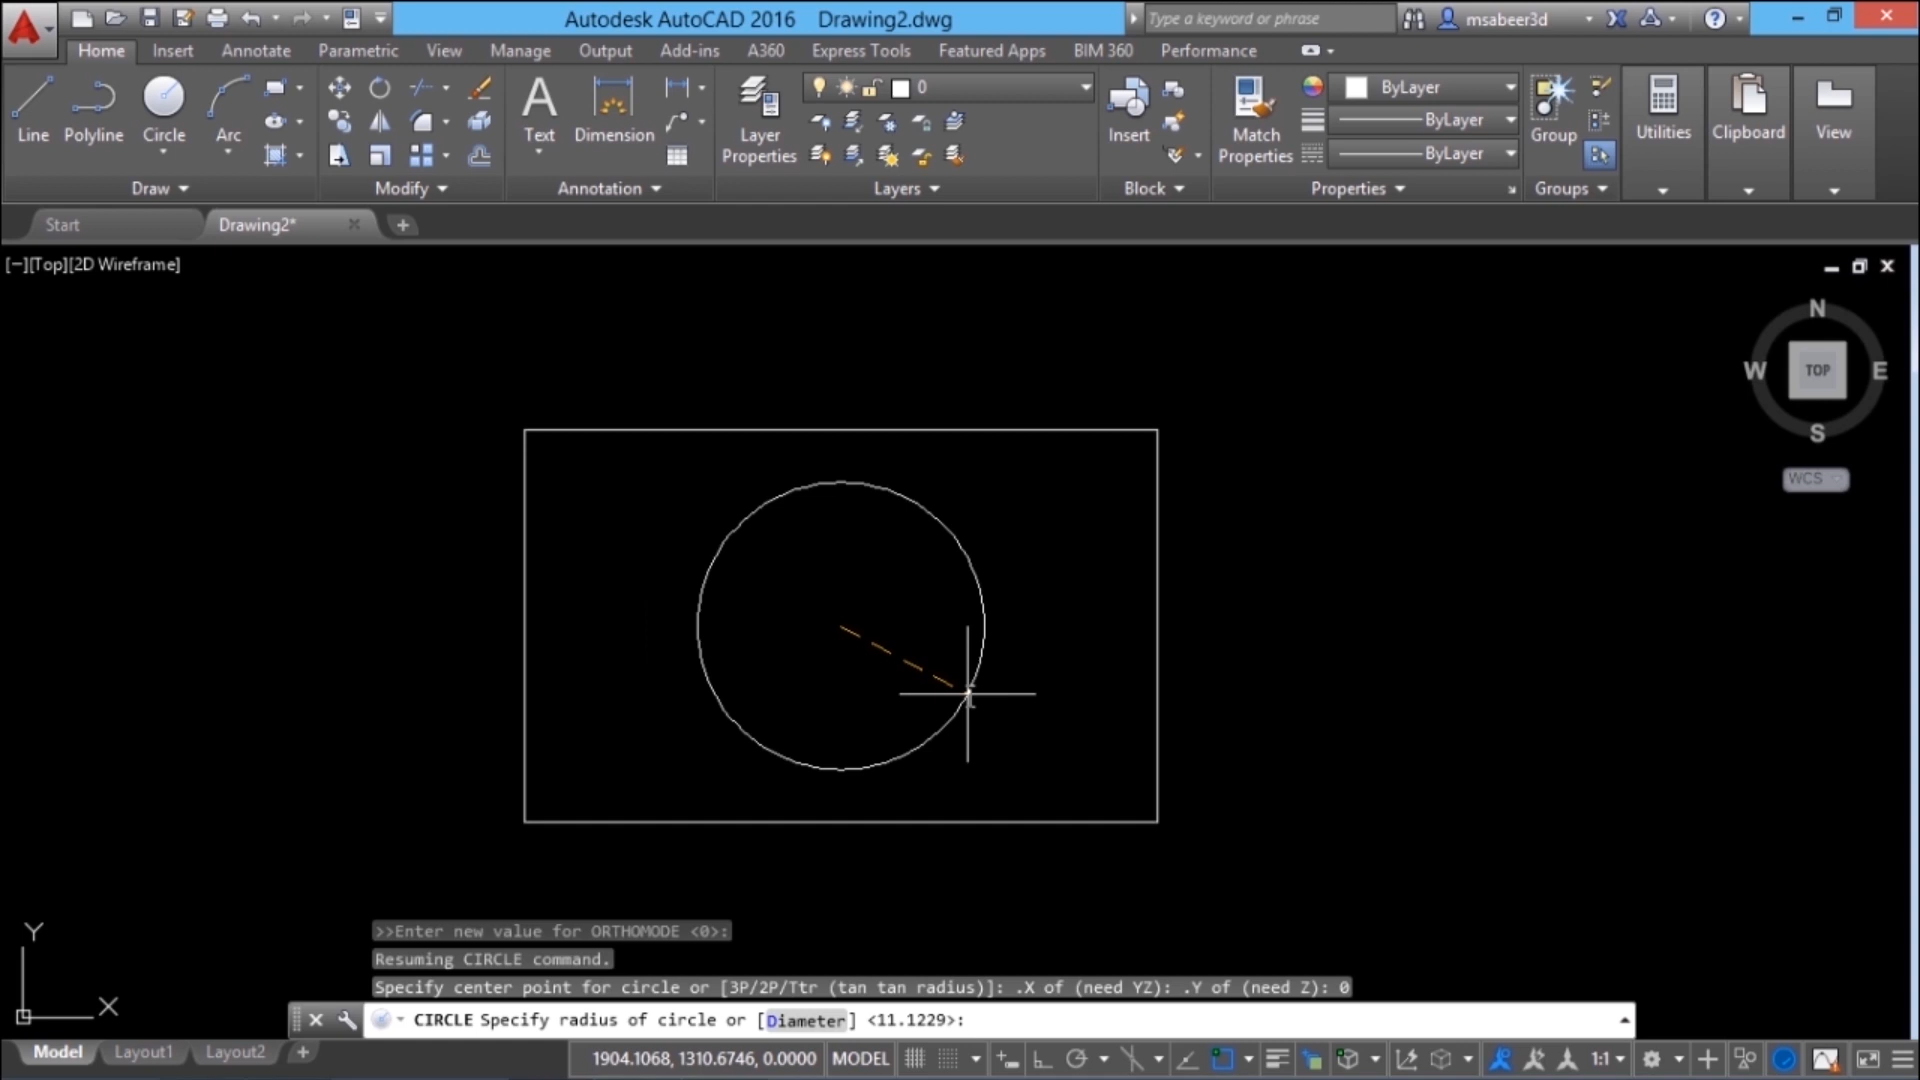 Autodesk AutoCAD 2016 Drawing2.dwg
Type a keyword or phrase
msabeer3d
Home Insert Annotate Parametric View Manage Output Add-ins A360 Express Tools Featured Apps BIM 360 Performance
Line Polyline Circle Arc
Text Dimension
Layer Properties
0
Insert
Match Properties
ByLayer
ByLayer
ByLayer
Group
Utilities Clipboard View
Draw Modify Annotation Layers Block Properties Groups
Start Drawing2*
[−][Top][2D Wireframe]
N
W TOP E
S
WCS
Y
X
>>Enter new value for ORTHOMODE <0>:
Resuming CIRCLE command.
Specify center point for circle or [3P/2P/Ttr (tan tan radius)]: .X of (need YZ): .Y of (need Z): 0
CIRCLE Specify radius of circle or [Diameter] <11.1229>:
Model Layout1 Layout2 +
1904.1068, 1310.6746, 0.0000 MODEL 1:1